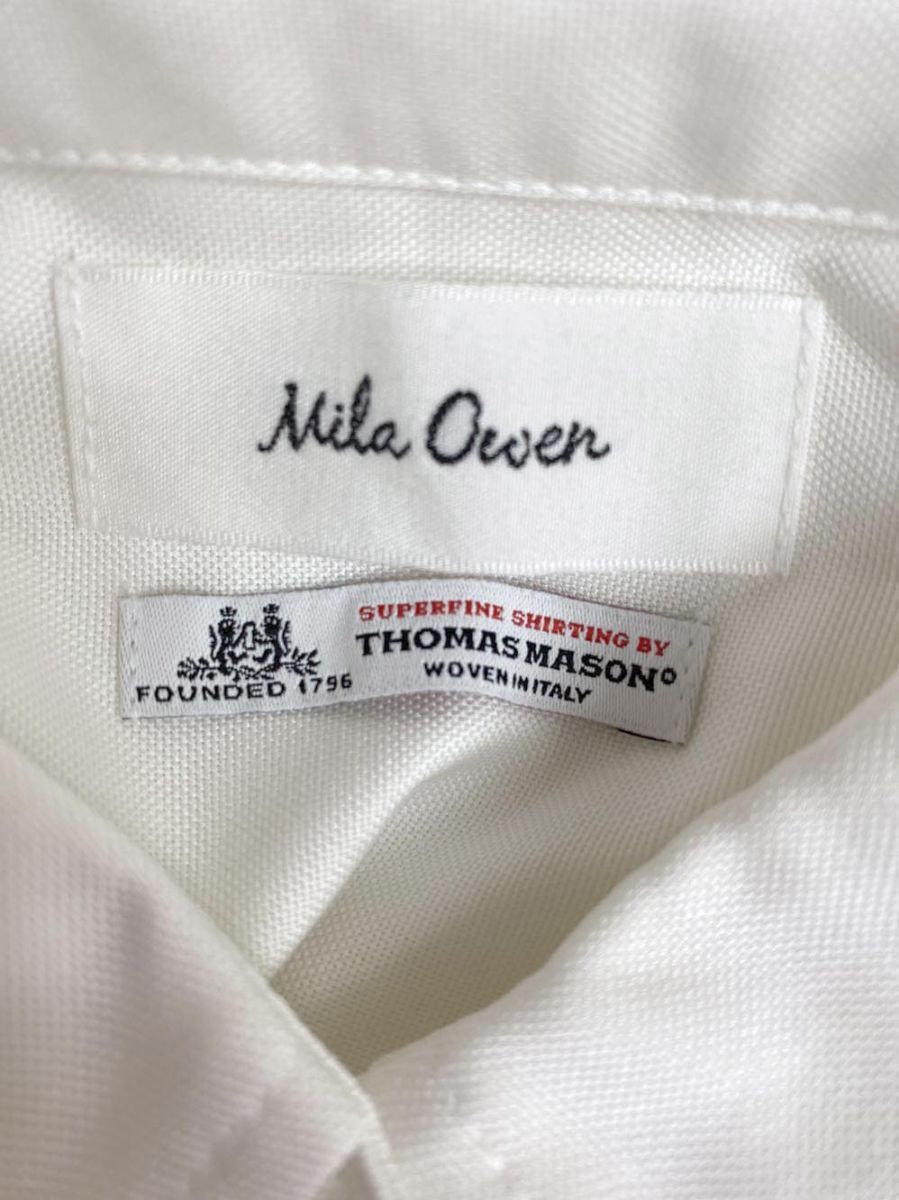 Mila Owen
SUPERFINE SHIRTING BY
THOMAS MASON®
WOVEN IN ITALY
FOUNDED 1796